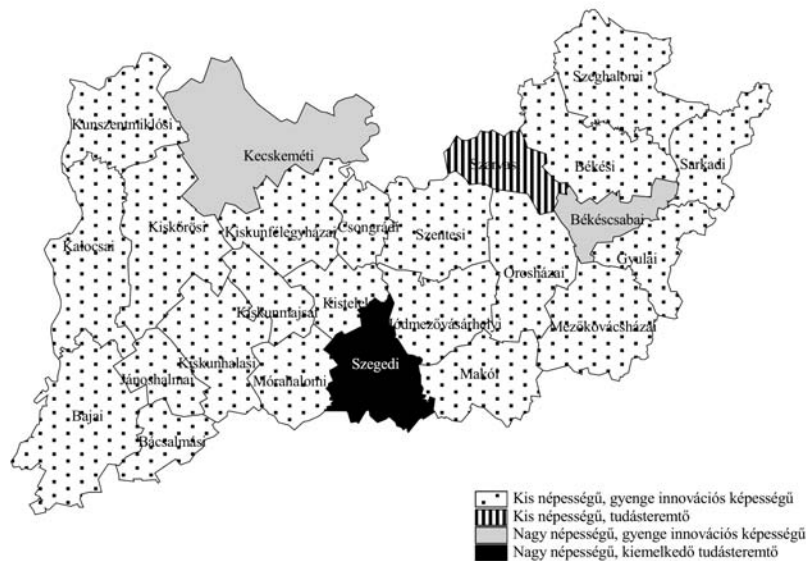 Szeghalomi
Kunszentmiklósi
Kecskeméti
Szarvas
Békési
Sarkadi
Kiskőrösi
Kiskunfélegyházai
Csongrádi
Szentesi
Békéscsabai
Kalocsai
Orosházai
Gyulai
Kisteleki
Kiskunmajsai
Hódmezővásárhelyi
Mezőkovácsházai
Jánoshalmai
Kiskunhalasi
Mórahalomi
Szegedi
Makói
Bajai
Bácsalmási
Kis népességű, gyenge innovációs képességű
Kis népességű, tudásteremtő
Nagy népességű, gyenge innovációs képességű
Nagy népességű, kiemelkedő tudásteremtő